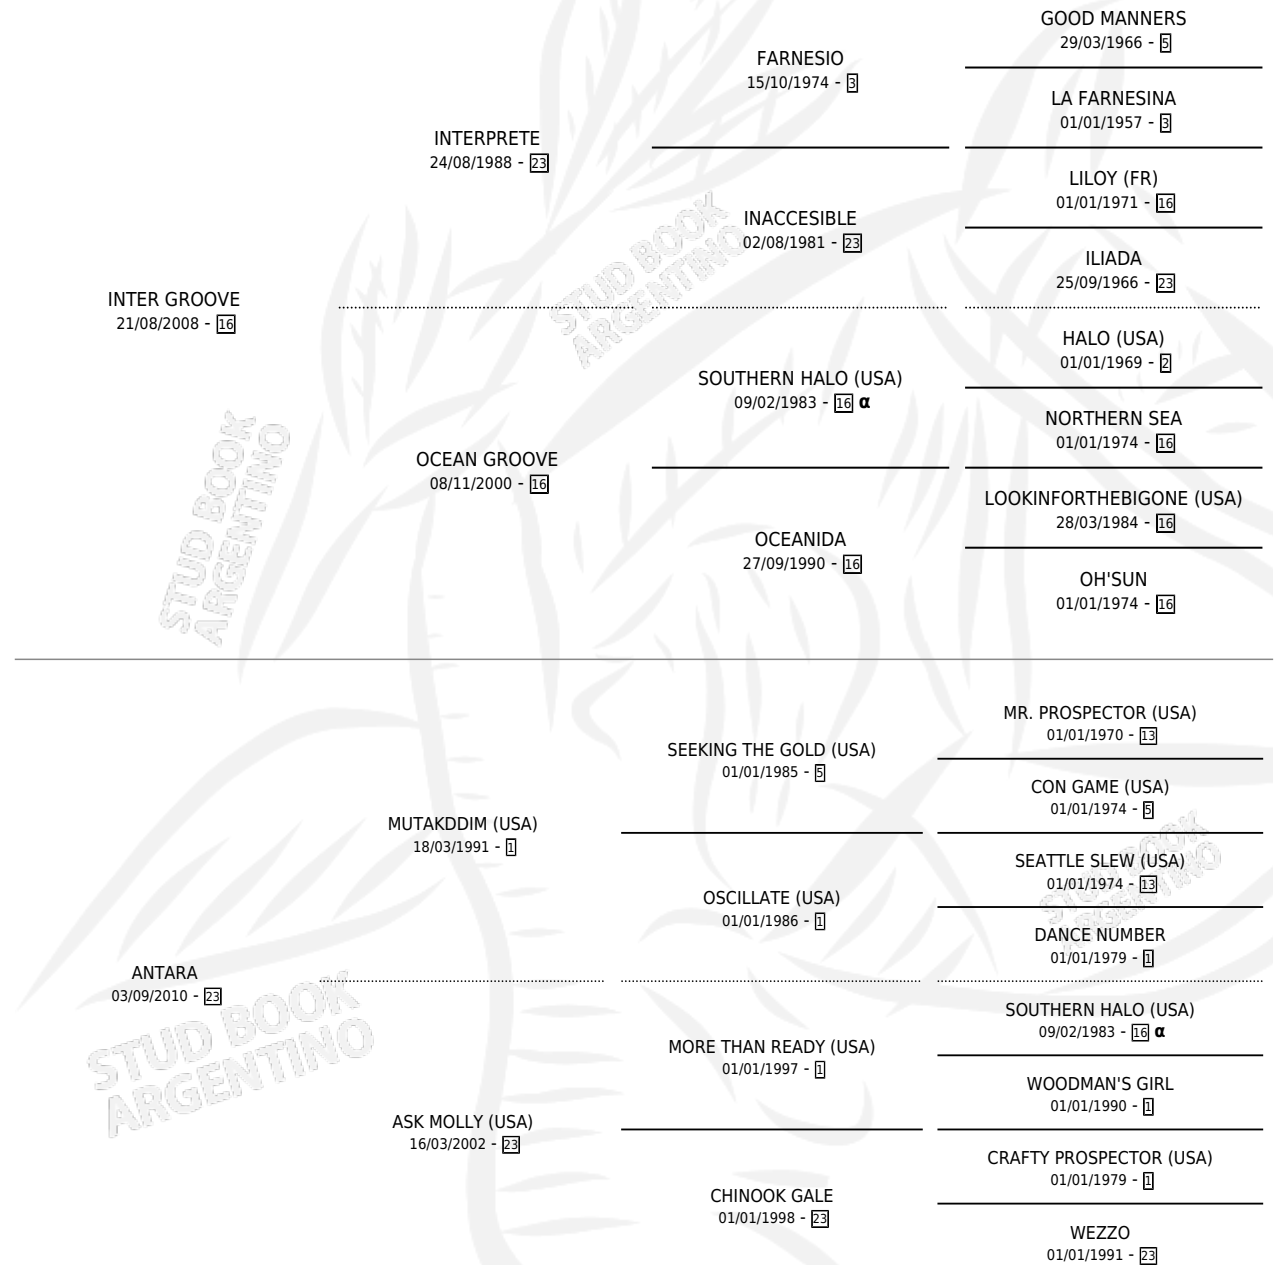 GOOD MANNERS
29/03/1966 - 5
FARNESIO
15/10/1974 - 3
LA FARNESINA
01/01/1957 - 3
INTERPRETE
24/08/1988 - 23
LILOY (FR)
01/01/1971 - 16
INACCESIBLE
02/08/1981 - 23
ILIADA
25/09/1966 - 23
INTER GROOVE
21/08/2008 - 16
HALO (USA)
01/01/1969 - 2
SOUTHERN HALO (USA)
09/02/1983 - 16 α
NORTHERN SEA
01/01/1974 - 16
OCEAN GROOVE
08/11/2000 - 16
LOOKINFORTHEBIGONE (USA)
28/03/1984 - 16
OCEANIDA
27/09/1990 - 16
OH'SUN
01/01/1974 - 16
MR. PROSPECTOR (USA)
01/01/1970 - 13
SEEKING THE GOLD (USA)
01/01/1985 - 5
CON GAME (USA)
01/01/1974 - 5
MUTAKDDIM (USA)
18/03/1991 - 1
SEATTLE SLEW (USA)
01/01/1974 - 13
OSCILLATE (USA)
01/01/1986 - 1
DANCE NUMBER
01/01/1979 - 1
ANTARA
03/09/2010 - 23
SOUTHERN HALO (USA)
09/02/1983 - 16 α
MORE THAN READY (USA)
01/01/1997 - 1
WOODMAN'S GIRL
01/01/1990 - 1
ASK MOLLY (USA)
16/03/2002 - 23
CRAFTY PROSPECTOR (USA)
01/01/1979 - 1
CHINOOK GALE
01/01/1998 - 23
WEZZO
01/01/1991 - 23
STUD BOOK
ARGENTINO
STUD BOOK
ARGENTINO
STUD BOOK
ARGENTINO
STUD BOOK
ARGENTINO